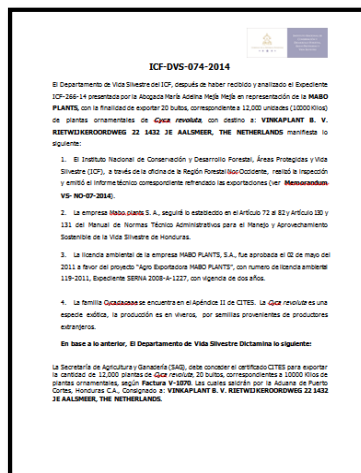 ICF-DVS-074-2014
El Departamento de Vida Silvestre del ICF, después de haber recibido y analizado el Expediente
ICF-266-14 presentada por la Abogada María Adelina Mejía Mejía en representación de la MABO
PLANTS, con la finalidad de exportar 20 bultos, correspondiente a 12,000 unidades (10000 Kilos)
de plantas ornamentales de Cyca revoluta, con destino a: VINKAPLANT B. V.
RIETWIJKEROORDWEG 22 1432 JE AALSMEER, THE NETHERLANDS manifiesta lo
siguiente:
1. El Instituto Nacional de Conservación y Desarrollo Forestal, Áreas Protegidas y Vida
Silvestre (ICF), a través de la oficina de la Región Forestal Nor Occidente, realizó la Inspección
y emitió el informe técnico correspondiente refrendado las exportaciones (ver Memorandum
VS- NO-07-2014).
2. La empresa Mabo plants S. A., seguirá lo establecido en el Artículo 72 al 82 y Artículo 130 y
131 del Manual de Normas Técnico Administrativas para el Manejo y Aprovechamiento
Sostenible de la Vida Silvestre de Honduras.
3. La licencia ambiental de la empresa MABO PLANTS, S.A., fue aprobada el 02 de mayo del
2011 a favor del proyecto "Agro Exportadora MABO PLANTS", con numero de licencia ambiental
119-2011, Expediente SERNA 2008-A-1227, con vigencia de dos años.
4. La familia Cycadaceae se encuentra en el Apéndice II de CITES. La Cyca revoluta es una
especie exótica, la producción es en viveros, por semillas provenientes de productores
extranjeros.
En base a lo anterior, El Departamento de Vida Silvestre Dictamina lo siguiente:
La Secretaría de Agricultura y Ganadería (SAG), debe conceder el certificado CITES para exportar
la cantidad de 12,000 plantas de Cyca revoluta, 20 bultos, correspondientes a 10000 Kilos de
plantas ornamentales, según Factura V-1070. Las cuales saldrán por la Aduana de Puerto
Cortes, Honduras C.A., Consignado a: VINKAPLANT B. V. RIETWIJKEROORDWEG 22 1432
JE AALSMEER, THE NETHERLANDS.